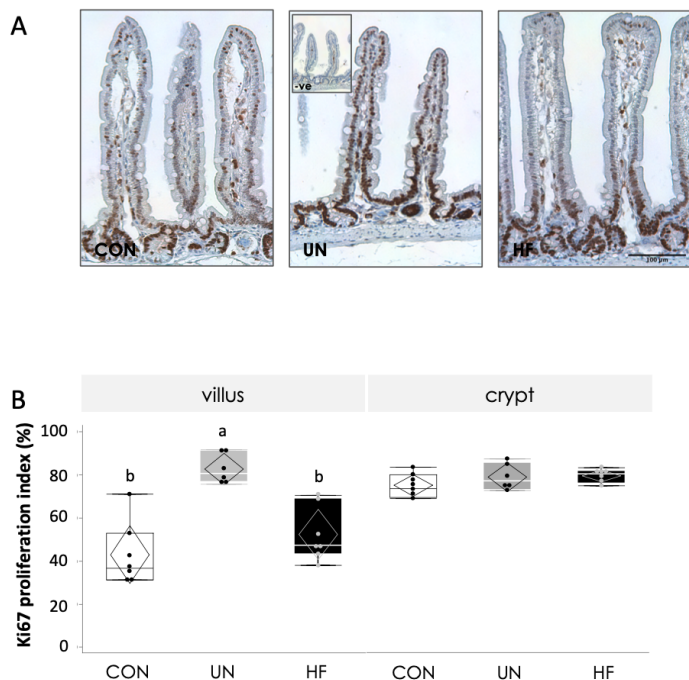 A
CON
-ve
UN
HF
100 µm
B
villus
crypt
Ki67 proliferation index (%)
100
80
60
40
20
0
b
a
b
CON
UN
HF
CON
UN
HF